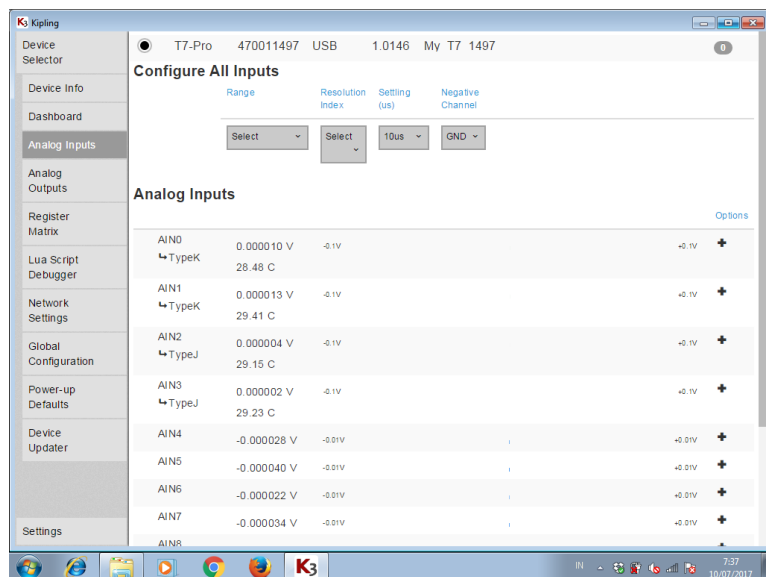 K3 Kipling
Device
Selector
Device Info
Dashboard
Analog Inputs
Analog
Outputs
Register
Matrix
Lua Script
Debugger
Network
Settings
Global
Configuration
Power-up
Defaults
Device
Updater
Settings
T7-Pro 470011497 USB 1.0146 My T7 1497 0
Configure All Inputs
Range Resolution Index Settling (us) Negative Channel
Select Select 10us GND
Analog Inputs
Options
AIN0 0.000010 V -0.1V +0.1V
TypeK 28.48 C
AIN1 0.000013 V -0.1V +0.1V
TypeK 29.41 C
AIN2 0.000004 V -0.1V +0.1V
TypeJ 29.15 C
AIN3 0.000002 V -0.1V +0.1V
TypeJ 29.23 C
AIN4 -0.000028 V -0.01V +0.01V
AIN5 -0.000040 V -0.01V +0.01V
AIN6 -0.000022 V -0.01V +0.01V
AIN7 -0.000034 V -0.01V +0.01V
AIN8
K3
IN 7:37
10/07/2017